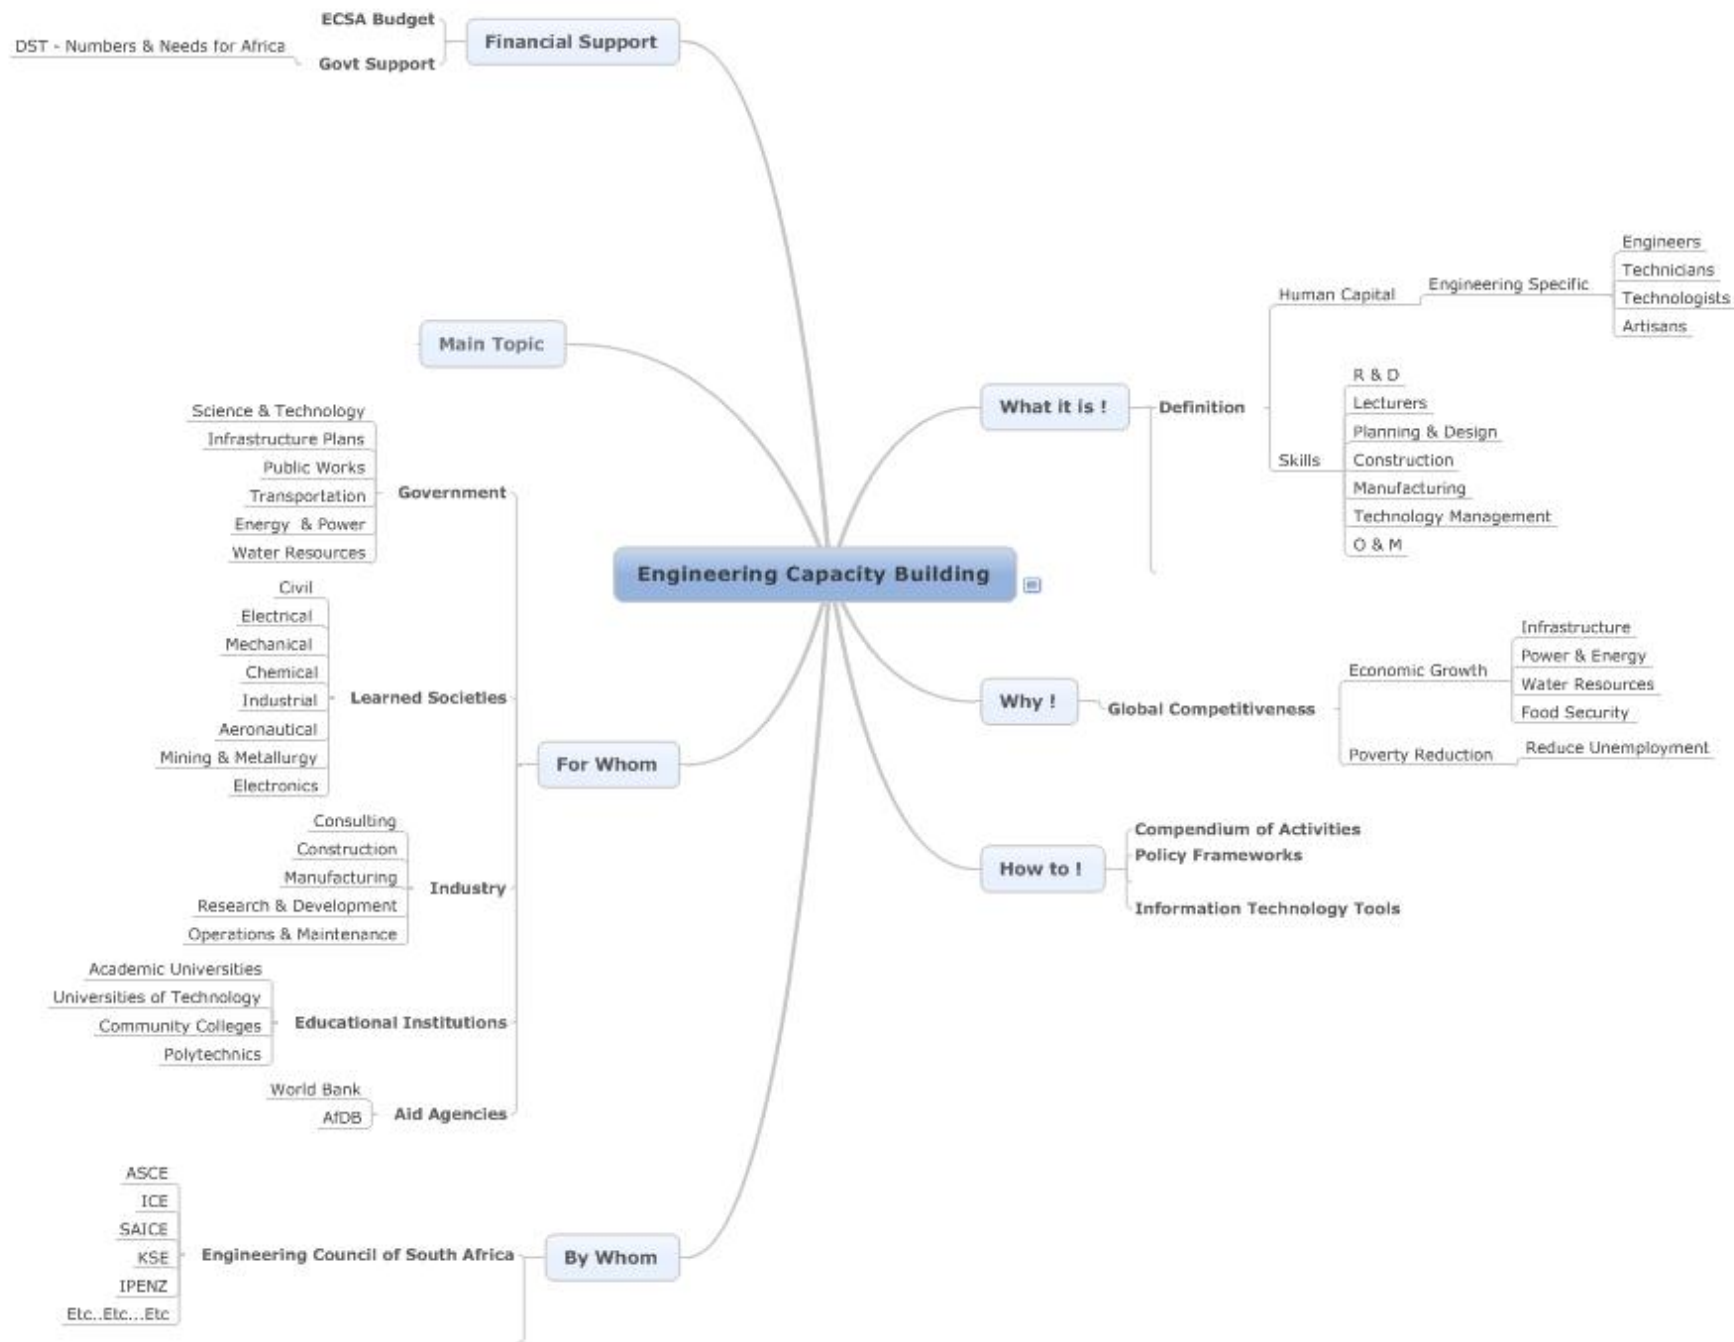 ECSA Budget
DST - Numbers & Needs for Africa
Govt Support
Financial Support
Main Topic
Science & Technology
Infrastructure Plans
Public Works
Transportation
Energy & Power
Water Resources
Government
Civil
Electrical
Mechanical
Chemical
Industrial
Aeronautical
Mining & Metallurgy
Electronics
Learned Societies
For Whom
Consulting
Construction
Manufacturing
Research & Development
Operations & Maintenance
Industry
Academic Universities
Universities of Technology
Community Colleges
Polytechnics
Educational Institutions
World Bank
AfDB
Aid Agencies
ASCE
ICE
SAICE
KSE
IPENZ
Etc..Etc...Etc
Engineering Council of South Africa
By Whom
Engineering Capacity Building
What it is !
Definition
Human Capital
Engineering Specific
Engineers
Technicians
Technologists
Artisans
Skills
R & D
Lecturers
Planning & Design
Construction
Manufacturing
Technology Management
O & M
Why !
Global Competitiveness
Economic Growth
Infrastructure
Power & Energy
Water Resources
Food Security
Poverty Reduction
Reduce Unemployment
How to !
Compendium of Activities
Policy Frameworks
Information Technology Tools